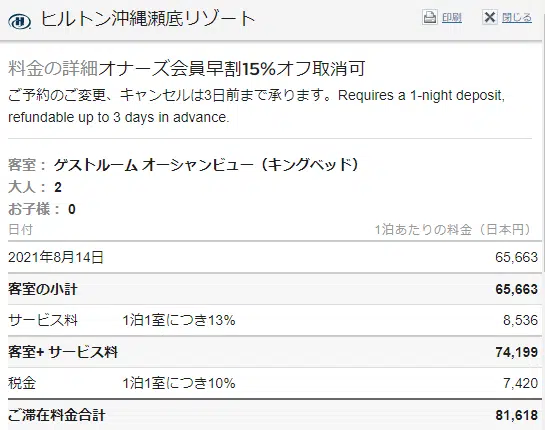 ヒルトン沖縄瀬底リゾート 印刷 閉じる
料金の詳細オナーズ会員早割15%オフ取消可
ご予約のご変更、キャンセルは3日前まで承ります。Requires a 1-night deposit,
refundable up to 3 days in advance.
客室： ゲストルーム オーシャンビュー（キングベッド）
大人： 2
お子様： 0
日付 1泊あたりの料金（日本円）
2021年8月14日 65,663
客室の小計 65,663
サービス料 1泊1室につき13% 8,536
客室+ サービス料 74,199
税金 1泊1室につき10% 7,420
ご滞在料金合計 81,618